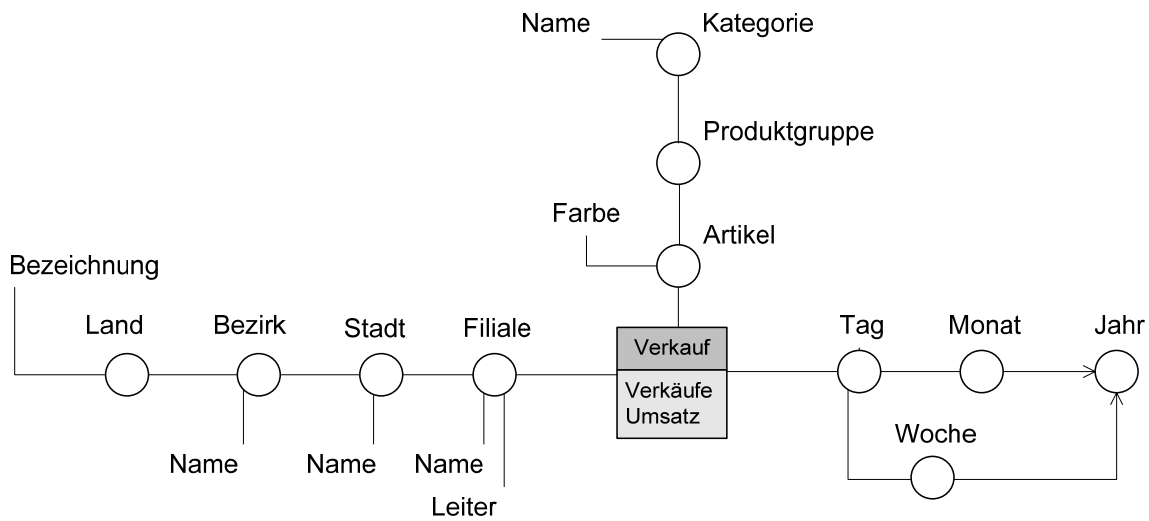 Name
Kategorie
Produktgruppe
Farbe
Artikel
Bezeichnung
Land
Bezirk
Stadt
Filiale
Verkauf
Verkäufe
Umsatz
Tag
Monat
Jahr
Woche
Name
Name
Name
Leiter